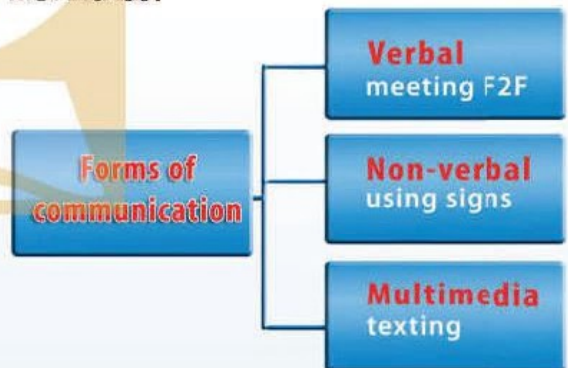 Forms of
communication
Verbal
meeting F2F
Non-verbal
using signs
Multimedia
texting